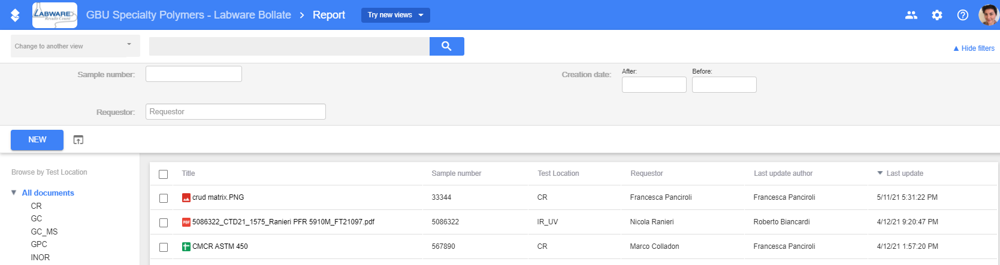 LABWARE
Results Count
GBU Specialty Polymers - Labware Bollate > Report
Try new views
Change to another view
Hide filters
Sample number:
Creation date:
After:
Before:
Requestor:
Requestor
NEW
Browse by Test Location
All documents
CR
GC
GC_MS
GPC
INOR
Title Sample number Test Location Requestor Last update author Last update
crud matrix.PNG 33344 CR Francesca Panciroli Francesca Panciroli 5/11/21 5:31:22 PM
PDF 5086322_CTD21_1575_Ranieri PFR 5910M_FT21097.pdf 5086322 IR_UV Nicola Ranieri Roberto Biancardi 4/12/21 9:20:47 PM
CMCR ASTM 450 567890 CR Marco Colladon Francesca Panciroli 4/12/21 1:57:20 PM